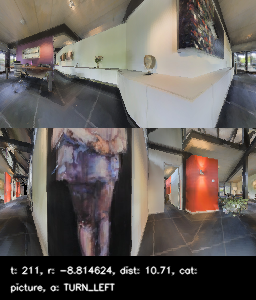 t: 211, r: -8.814624, dist: 10.71, cat:
picture, a: TURN_LEFT